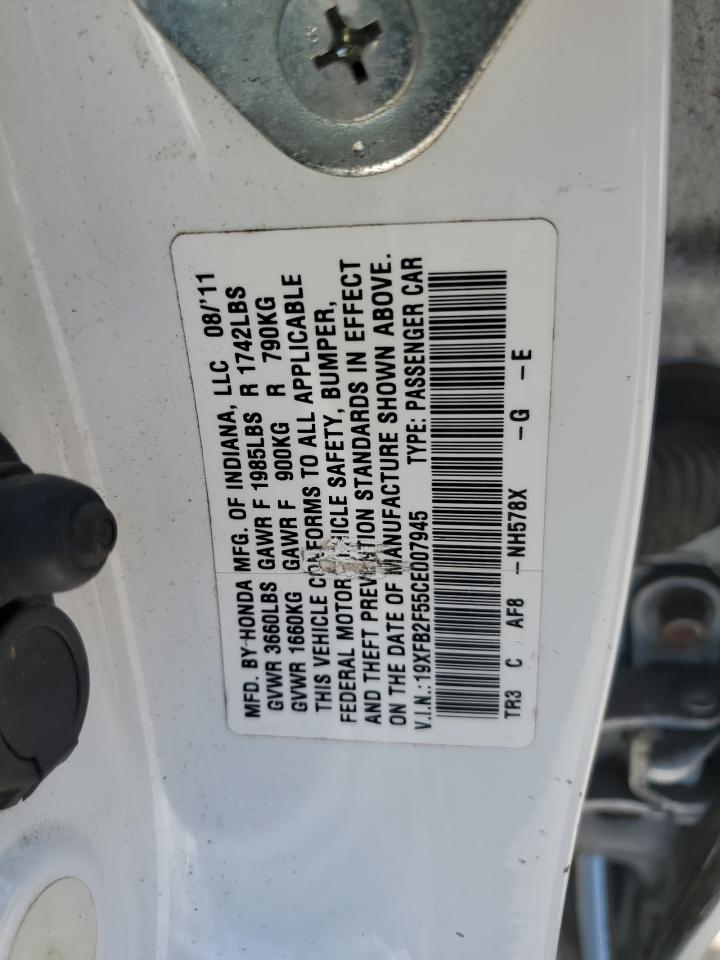 MFD. BY HONDA MFG. OF INDIANA, LLC 08/'11
GVWR 3660LBS GAWR F 1985LBS R 1742LBS
GVWR 1660KG GAWR F 900KG R 790KG
THIS VEHICLE CONFORMS TO ALL APPLICABLE
FEDERAL MOTOR VEHICLE SAFETY, BUMPER,
AND THEFT PREVENTION STANDARDS IN EFFECT
ON THE DATE OF MANUFACTURE SHOWN ABOVE.
V.I.N.:19XFB2F55CE007945 TYPE: PASSENGER CAR
TR3 C AF8 -NH578X -G -E